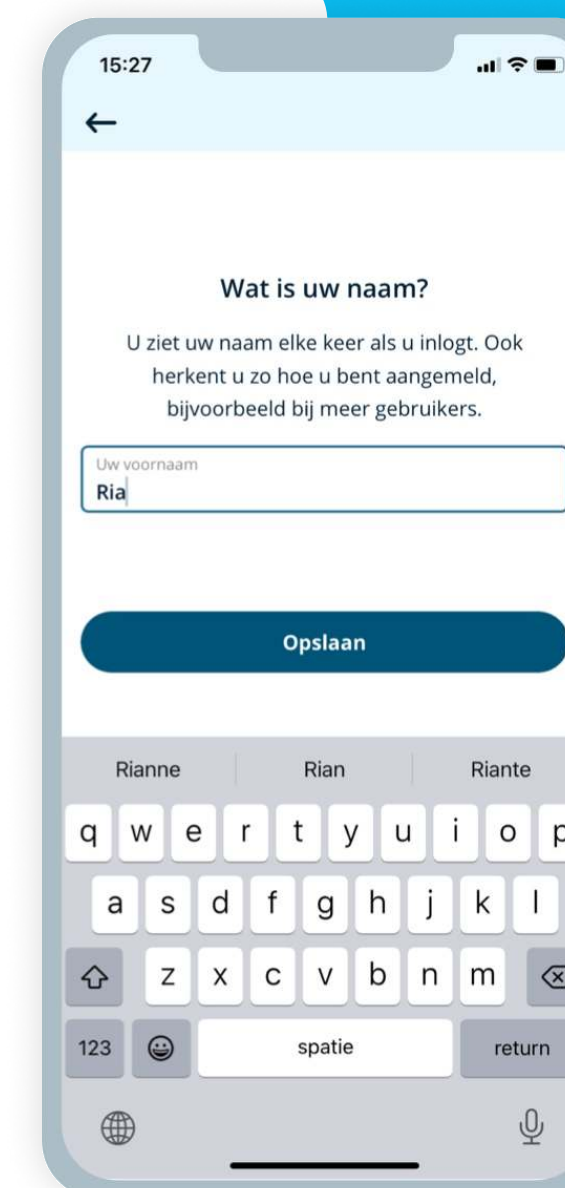 15:27
Wat is uw naam?
U ziet uw naam elke keer als u inlogt. Ook
herkent u zo hoe u bent aangemeld,
bijvoorbeeld bij meer gebruikers.
Uw voornaam
Ria
Opslaan
Rianne Rian Riante
q w e r t y u i o p
a s d f g h j k l
z x c v b n m
123 spatie return